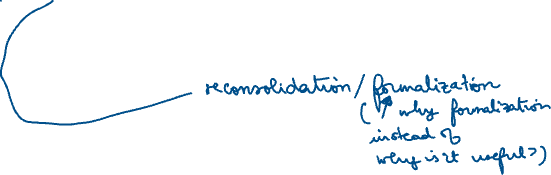 reconsolidation / formalization
( why formalization
instead of
why is it useful?)